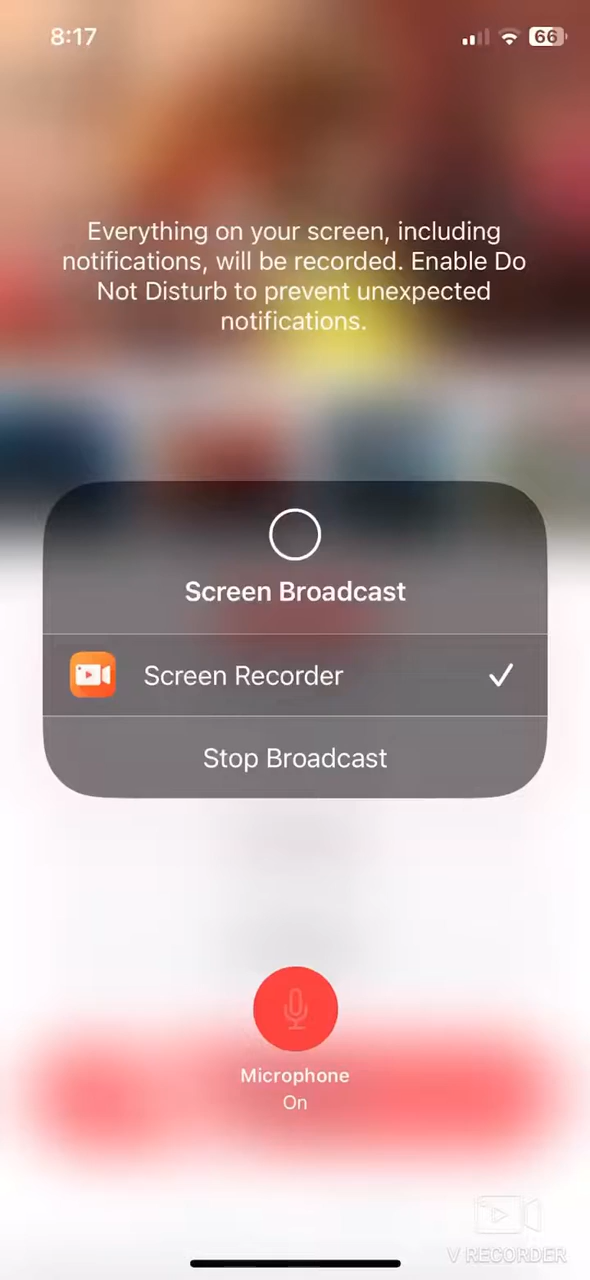 8:17
66
Everything on your screen, including
notifications, will be recorded. Enable Do
Not Disturb to prevent unexpected
notifications.
Screen Broadcast
Screen Recorder
Stop Broadcast
Microphone
On
V RECORDER